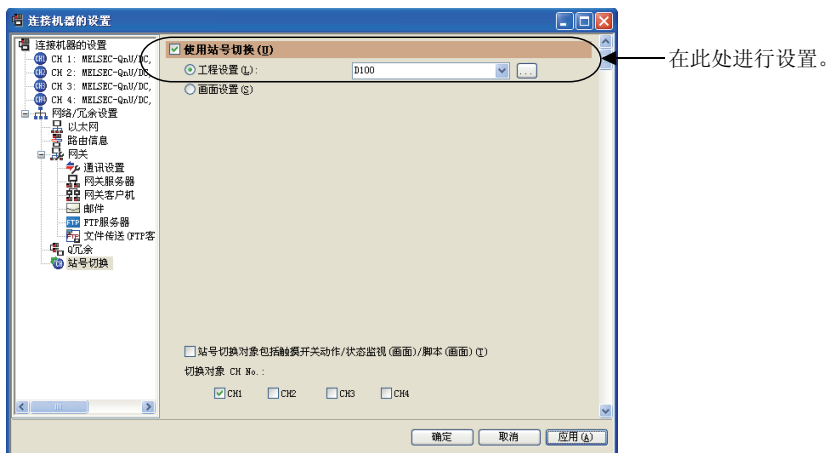 连接机器的设置
连接机器的设置
CH 1: MELSEC-QnU/DC,
CH 2: MELSEC-QnU/DC,
CH 3: MELSEC-QnU/DC,
CH 4: MELSEC-QnU/DC,
网络/冗余设置
以太网
路由信息
网关
通讯设置
网关服务器
网关客户机
邮件
FTP服务器
文件传送(FTP客
Q冗余
站号切换
使用站号切换(U)
工程设置(L):
D100
...
画面设置(S)
站号切换对象包括触摸开关动作/状态监视(画面)/脚本(画面)(T)
切换对象 CH No.:
CH1 CH2 CH3 CH4
确定 取消 应用(A)
在此处进行设置。